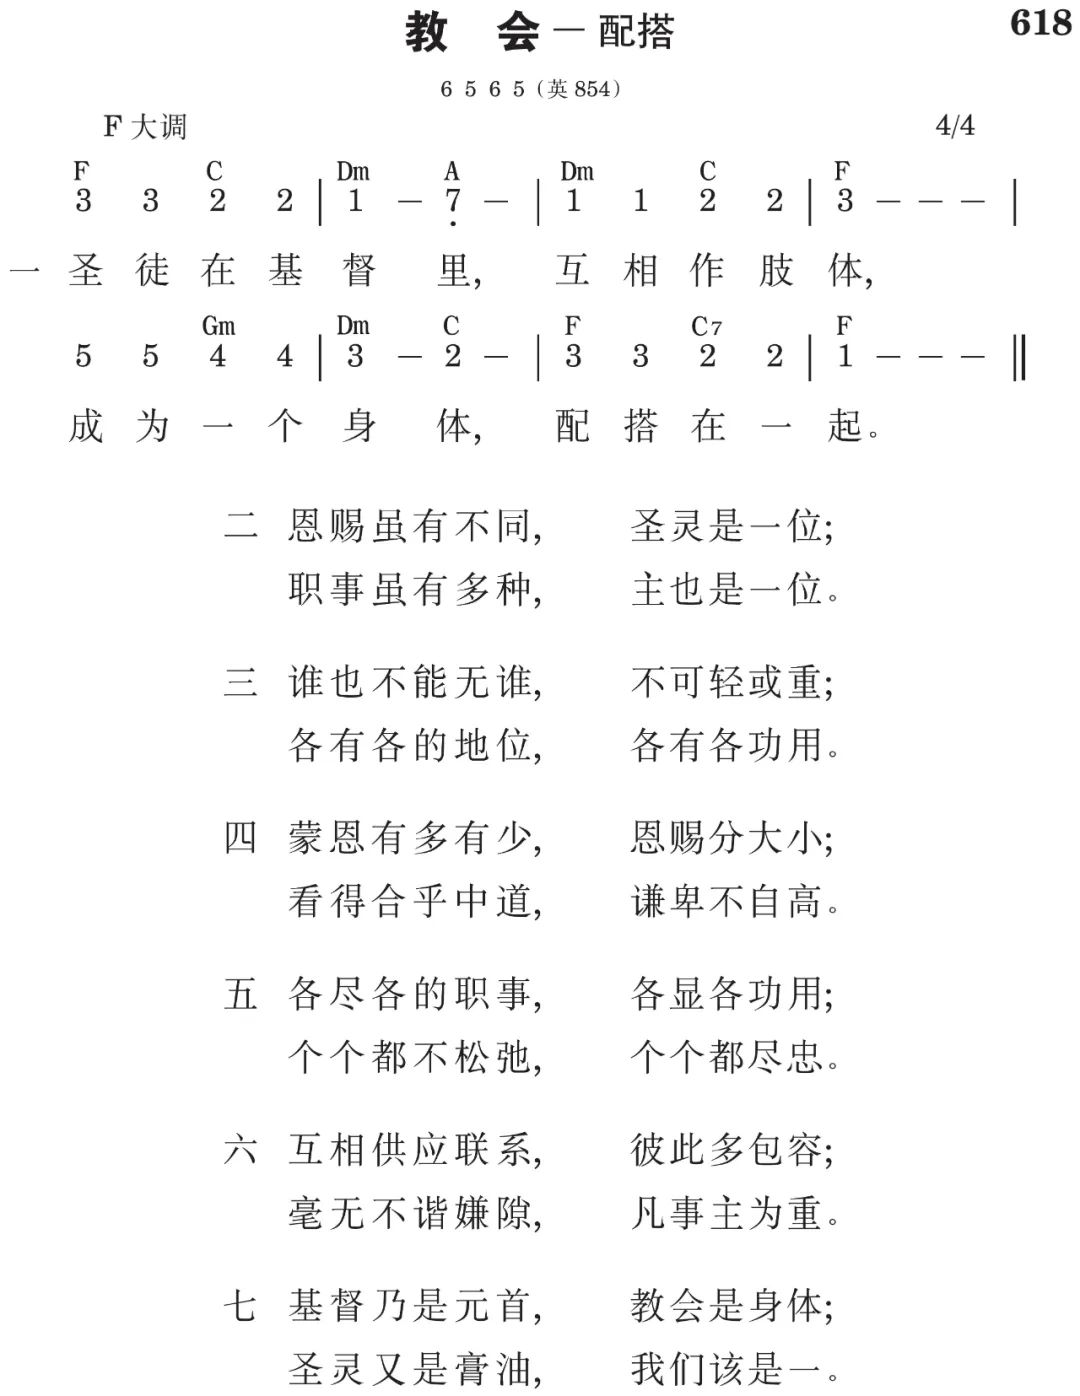 教 会 — 配搭 618
6 5 6 5（英 854）
F 大调 4/4
F C Dm A Dm C F
3 3 2 2 | 1 – 7̣ – | 1 1 2 2 | 3 – – – |
一 圣 徒 在 基 督 里, 互 相 作 肢 体,
Gm Dm C F C7 F
5 5 4 4 | 3 – 2 – | 3 3 2 2 | 1 – – – ‖
成 为 一 个 身 体, 配 搭 在 一 起。
二 恩赐虽有不同, 圣灵是一位;
职事虽有多种, 主也是一位。
三 谁也不能无谁, 不可轻或重;
各有各的地位, 各有各功用。
四 蒙恩有多有少, 恩赐分大小;
看得合乎中道, 谦卑不自高。
五 各尽各的职事, 各显各功用;
个个都不松弛, 个个都尽忠。
六 互相供应联系, 彼此多包容;
毫无不谐嫌隙, 凡事主为重。
七 基督乃是元首, 教会是身体;
圣灵又是膏油, 我们该是一。